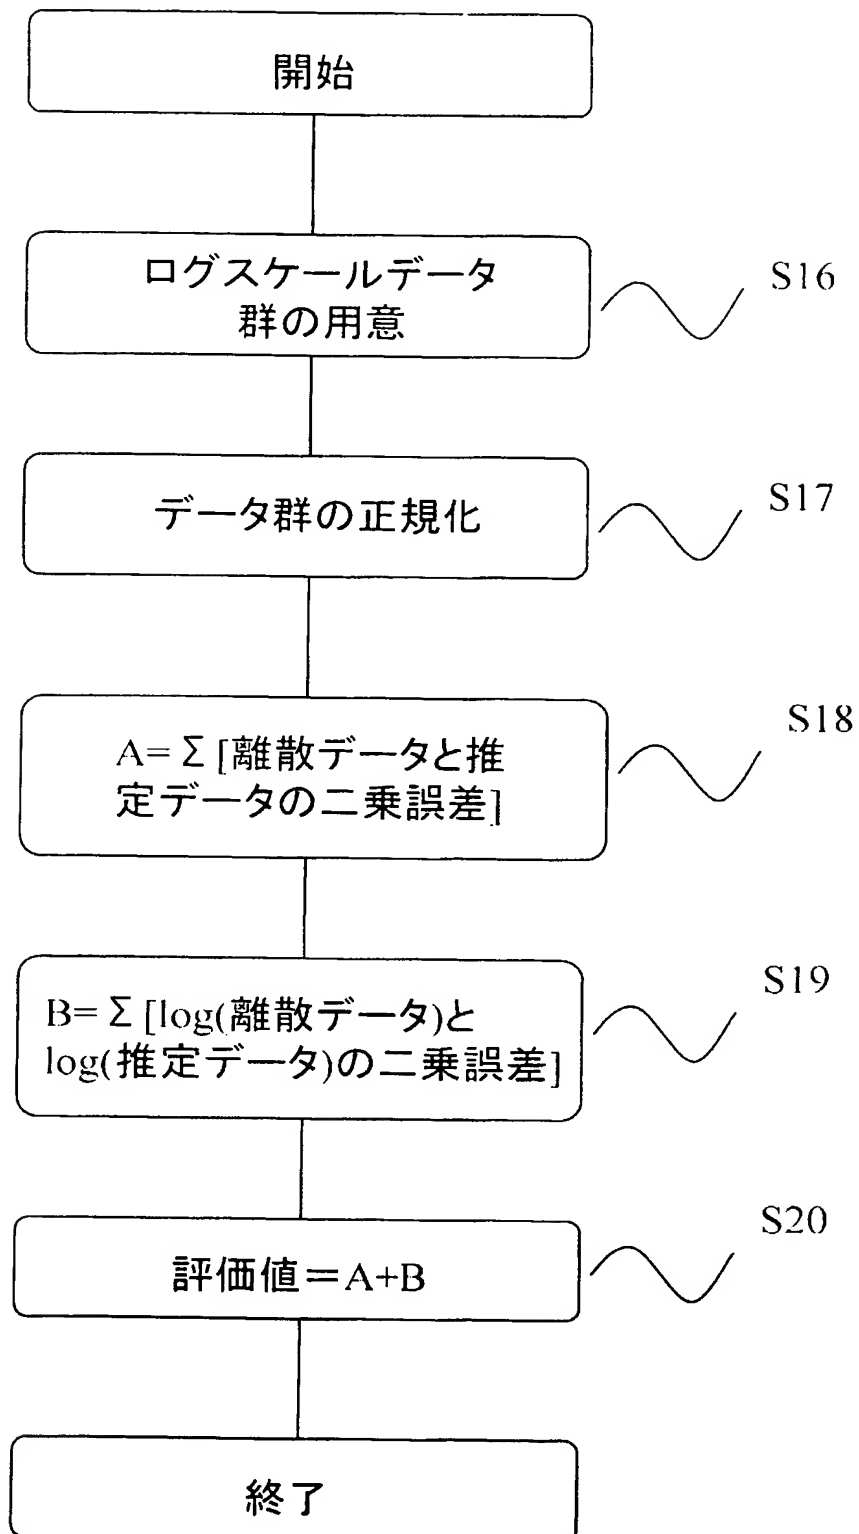 開始
ログスケールデータ
群の用意
S16
データ群の正規化
S17
A=Σ[離散データと推
定データの二乗誤差]
S18
B=Σ[log(離散データ)と
log(推定データ)の二乗誤差]
S19
評価値=A+B
S20
終了